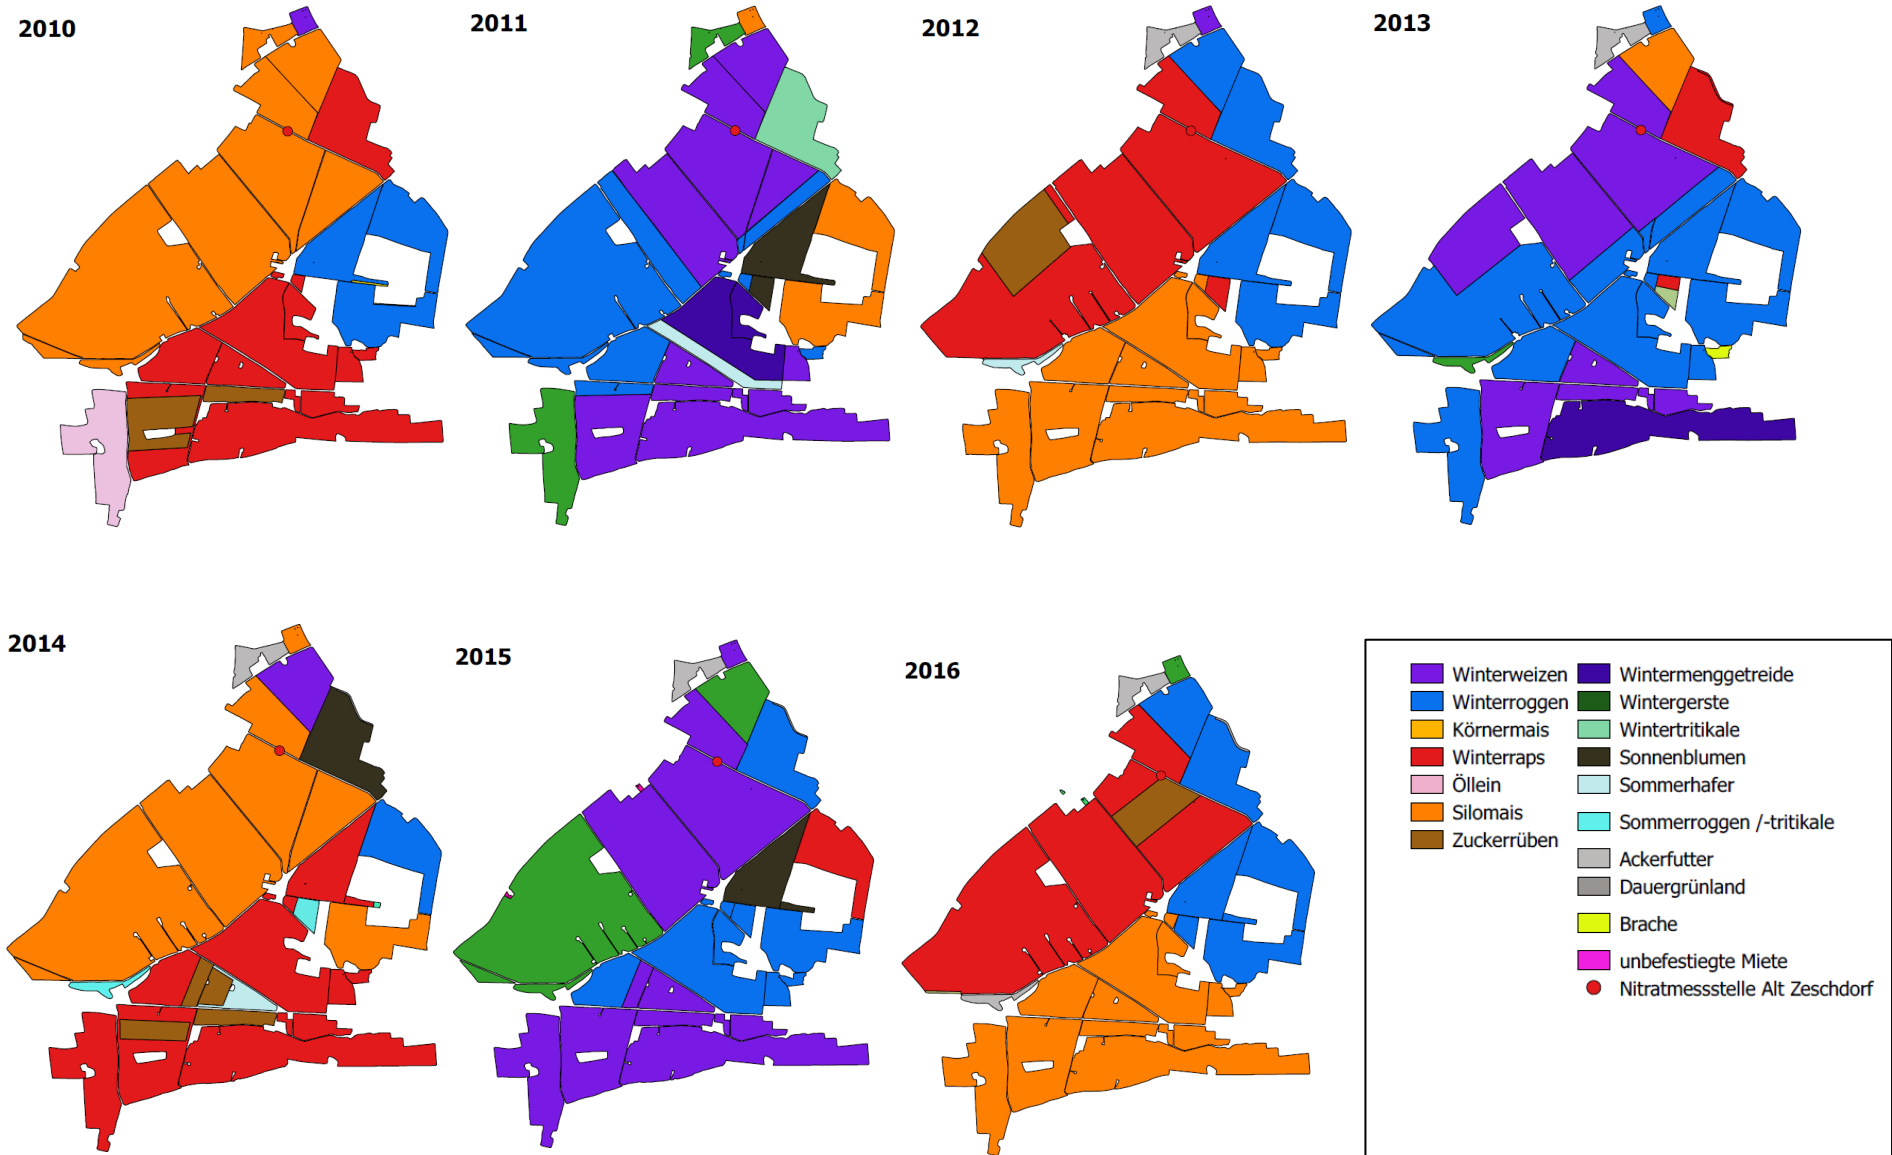 2010
2011
2012
2013
2014
2015
2016
Winterweizen
Winterroggen
Körnermais
Winterraps
Öllein
Silomais
Zuckerrüben
Wintermenggetreide
Wintergerste
Wintertritikale
Sonnenblumen
Sommerhafer
Sommerroggen /-tritikale
Ackerfutter
Dauergrünland
Brache
unbefestiegte Miete
Nitratmessstelle Alt Zeschdorf